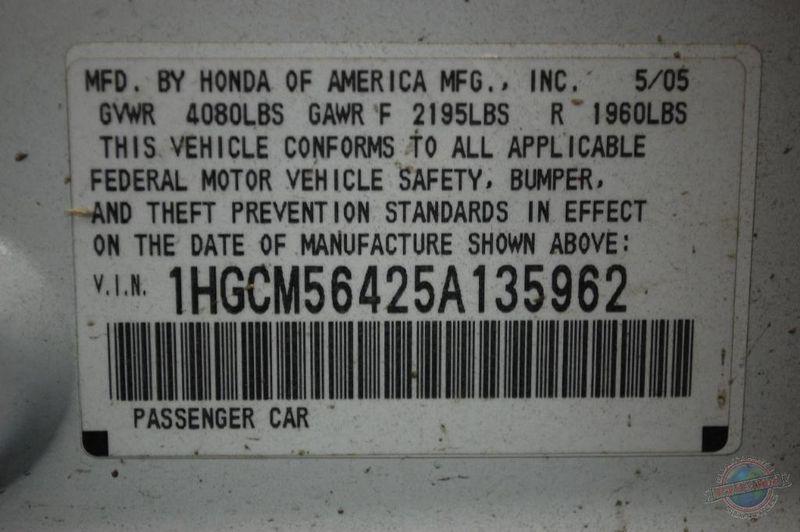 MFD. BY HONDA OF AMERICA MFG., INC. 5/05
GVWR 4080LBS GAWR F 2195LBS R 1960LBS
THIS VEHICLE CONFORMS TO ALL APPLICABLE
FEDERAL MOTOR VEHICLE SAFETY, BUMPER,
AND THEFT PREVENTION STANDARDS IN EFFECT
ON THE DATE OF MANUFACTURE SHOWN ABOVE:
V.I.N. 1HGCM56425A135962
PASSENGER CAR